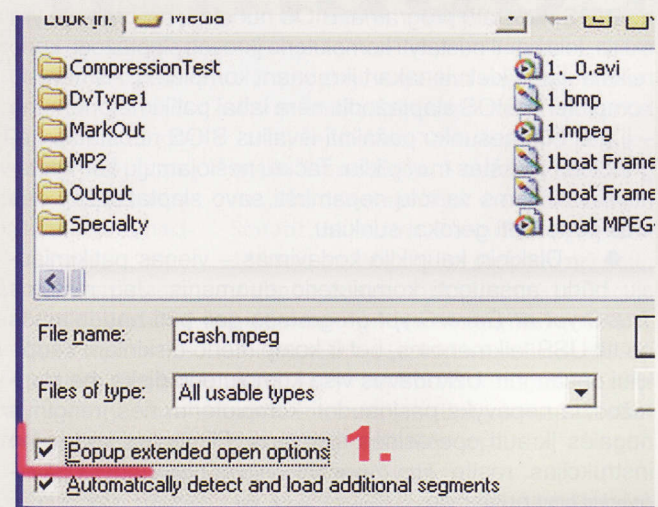 Look in: Media
CompressionTest
DyType1
MarkOut
MP2
Output
Specialty
1._0.avi
1.bmp
1.mpeg
1boat Frame
1boat Frame
1boat MPEG-
File name: crash.mpeg
Files of type: All usable types
Popup extended open options 1.
Automatically detect and load additional segments